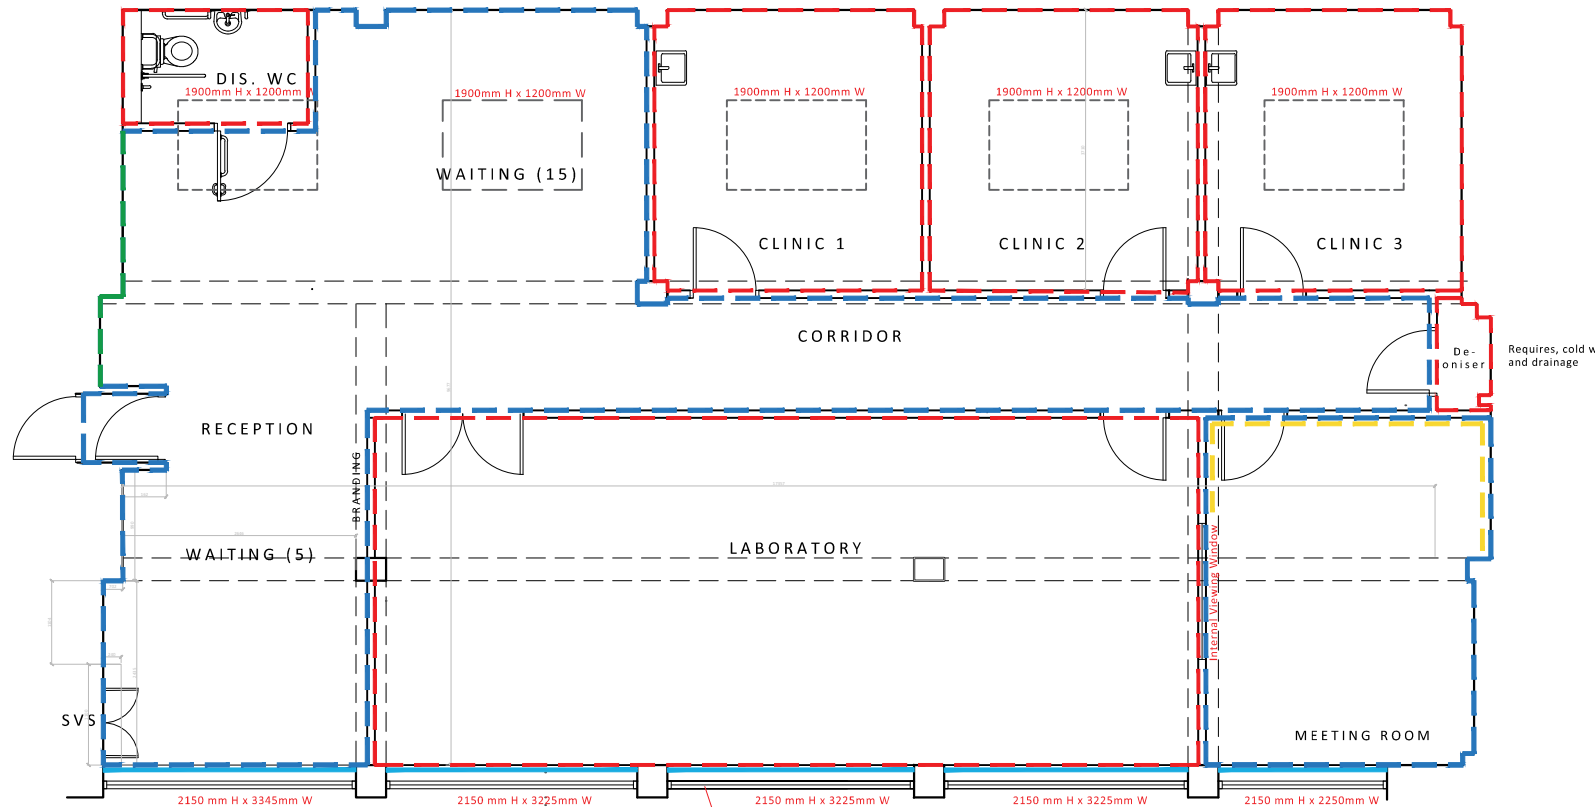 DIS. WC
1900mm H x 1200mm W
1900mm H x 1200mm W
1900mm H x 1200mm W
1900mm H x 1200mm W
1900mm H x 1200mm W
WAITING (15)
CLINIC 1
CLINIC 2
CLINIC 3
CORRIDOR
De-
ioniser
Requires, cold w
and drainage
RECEPTION
BRANDING
WAITING (5)
LABORATORY
Internal Viewing Window
SVS
MEETING ROOM
2150 mm H x 3345mm W
2150 mm H x 3225mm W
2150 mm H x 3225mm W
2150 mm H x 3225mm W
2150 mm H x 2250mm W